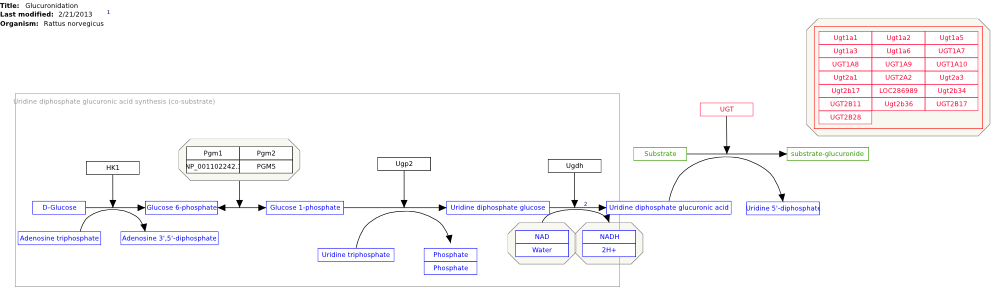 Title: Glucuronidation
Last modified: 2/21/2013 1
Organism: Rattus norvegicus
Ugt1a1 Ugt1a2 Ugt1a5
Ugt1a3 Ugt1a6 UGT1A7
UGT1A8 UGT1A9 UGT1A10
Ugt2a1 UGT2A2 Ugt2a3
Ugt2b17 LOC286989 Ugt2b34
UGT2B11 Ugt2b36 UGT2B17
UGT2B28
Uridine diphosphate glucuronic acid synthesis (co-substrate)
UGT
Substrate substrate-glucuronide
Pgm1 Pgm2
NP_001102242.1 PGM5
HK1
Ugp2
Ugdh
D-Glucose Glucose 6-phosphate Glucose 1-phosphate Uridine diphosphate glucose 2 Uridine diphosphate glucuronic acid Uridine 5'-diphosphate
Adenosine triphosphate Adenosine 3',5'-diphosphate
NAD NADH
Water 2H+
Uridine triphosphate Phosphate
Phosphate